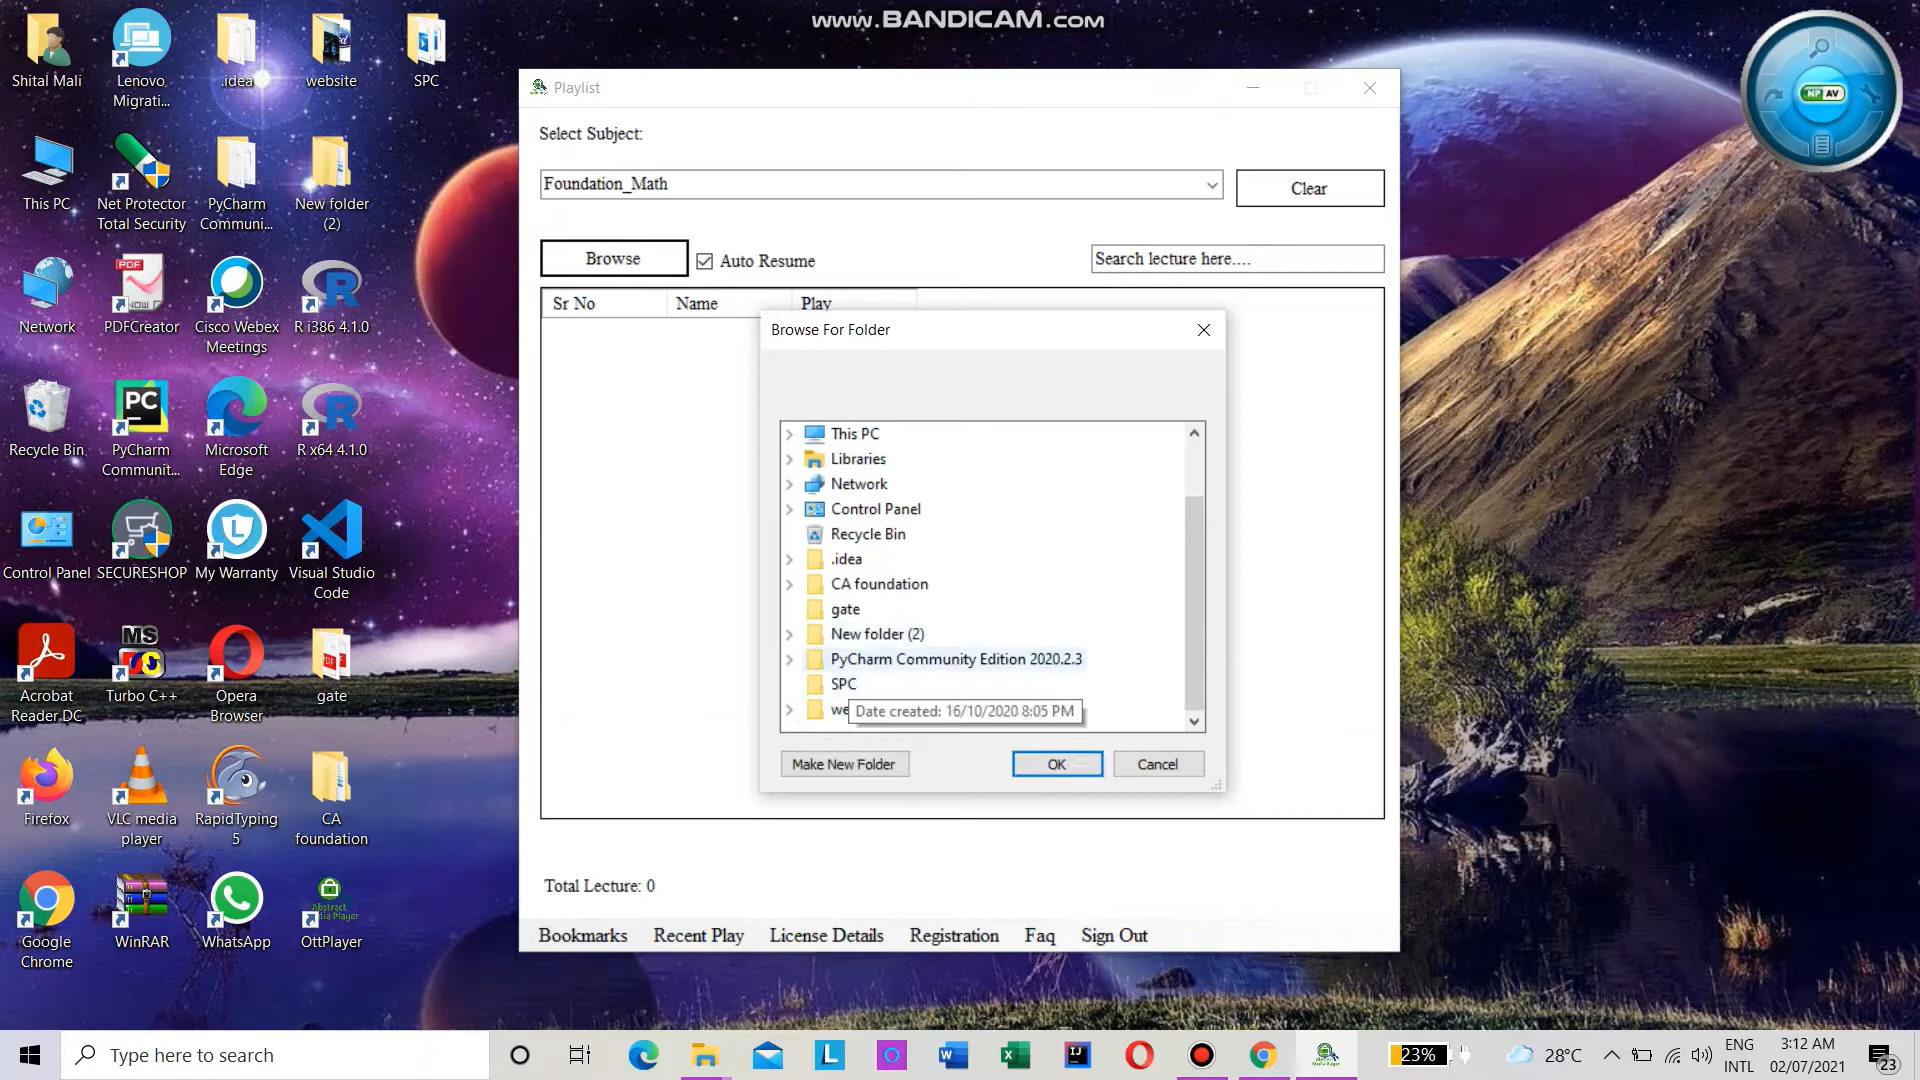 www.BANDICAM.com
Shital Mali
Lenovo
Migrati...
.idea
website
SPC
This PC
Net Protector
Total Security
PyCharm
Communi...
New folder
(2)
Network
PDFCreator
Cisco Webex
Meetings
R i386 4.1.0
Recycle Bin
PyCharm
Communit...
Microsoft
Edge
R x64 4.1.0
Control Panel
SECURESHOP
My Warranty
Visual Studio
Code
Acrobat
Reader DC
Turbo C++
Opera
Browser
gate
Firefox
VLC media
player
RapidTyping
5
CA
foundation
Google
Chrome
WinRAR
WhatsApp
OttPlayer
NP AV
Playlist
Select Subject:
Foundation_Math
Clear
Browse
Auto Resume
Search lecture here....
Sr No
Name
Play
Browse For Folder
This PC
Libraries
Network
Control Panel
Recycle Bin
.idea
CA foundation
gate
New folder (2)
PyCharm Community Edition 2020.2.3
SPC
we
Date created: 16/10/2020 8:05 PM
Make New Folder
OK
Cancel
Total Lecture: 0
Bookmarks
Recent Play
License Details
Registration
Faq
Sign Out
Type here to search
23%
28°C
ENG
INTL
3:12 AM
02/07/2021
23